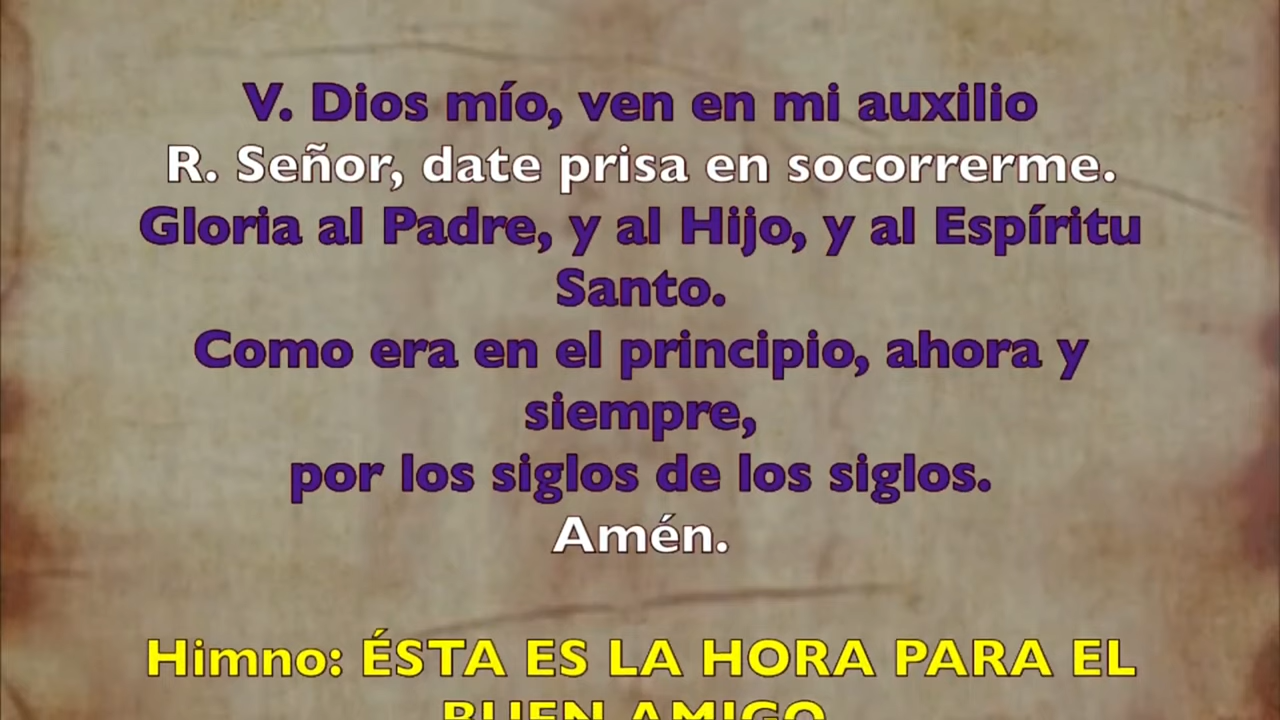 V. Dios mío, ven en mi auxilio
R. Señor, date prisa en socorrerme.
Gloria al Padre, y al Hijo, y al Espíritu
Santo.
Como era en el principio, ahora y
siempre,
por los siglos de los siglos.
Amén.
Himno: ÉSTA ES LA HORA PARA EL
BUEN AMIGO